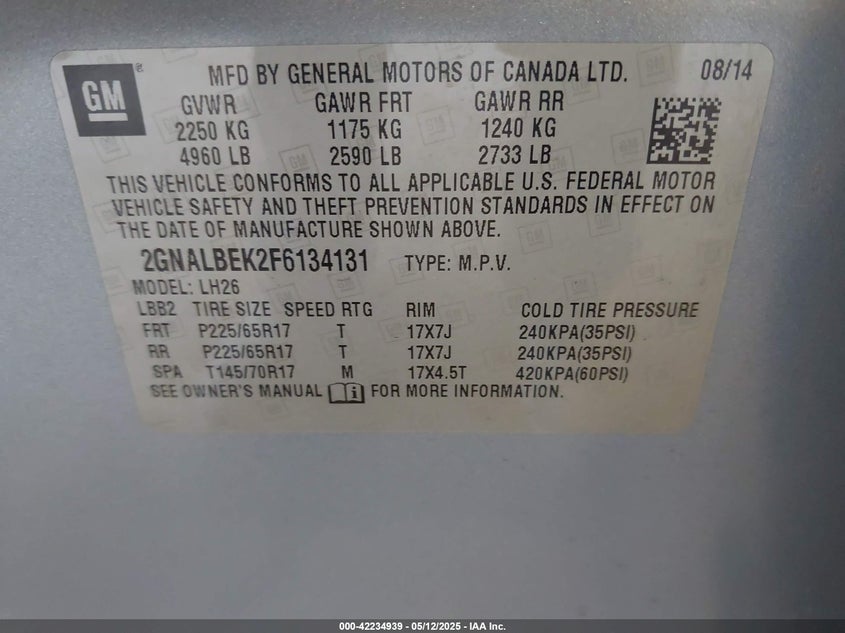 GM ® MFD BY GENERAL MOTORS OF CANADA LTD. 08/14
GVWR GAWR FRT GAWR RR
2250 KG 1175 KG 1240 KG
4960 LB 2590 LB 2733 LB
THIS VEHICLE CONFORMS TO ALL APPLICABLE U.S. FEDERAL MOTOR
VEHICLE SAFETY AND THEFT PREVENTION STANDARDS IN EFFECT ON
THE DATE OF MANUFACTURE SHOWN ABOVE.
2GNALBEK2F6134131 TYPE: M.P.V.
MODEL: LH26
LBB2 TIRE SIZE SPEED RTG RIM COLD TIRE PRESSURE
FRT P225/65R17 T 17X7J 240KPA(35PSI)
RR P225/65R17 T 17X7J 240KPA(35PSI)
SPA T145/70R17 M 17X4.5T 420KPA(60PSI)
SEE OWNER'S MANUAL i FOR MORE INFORMATION.
000-42234939 - 05/12/2025 - IAA Inc.